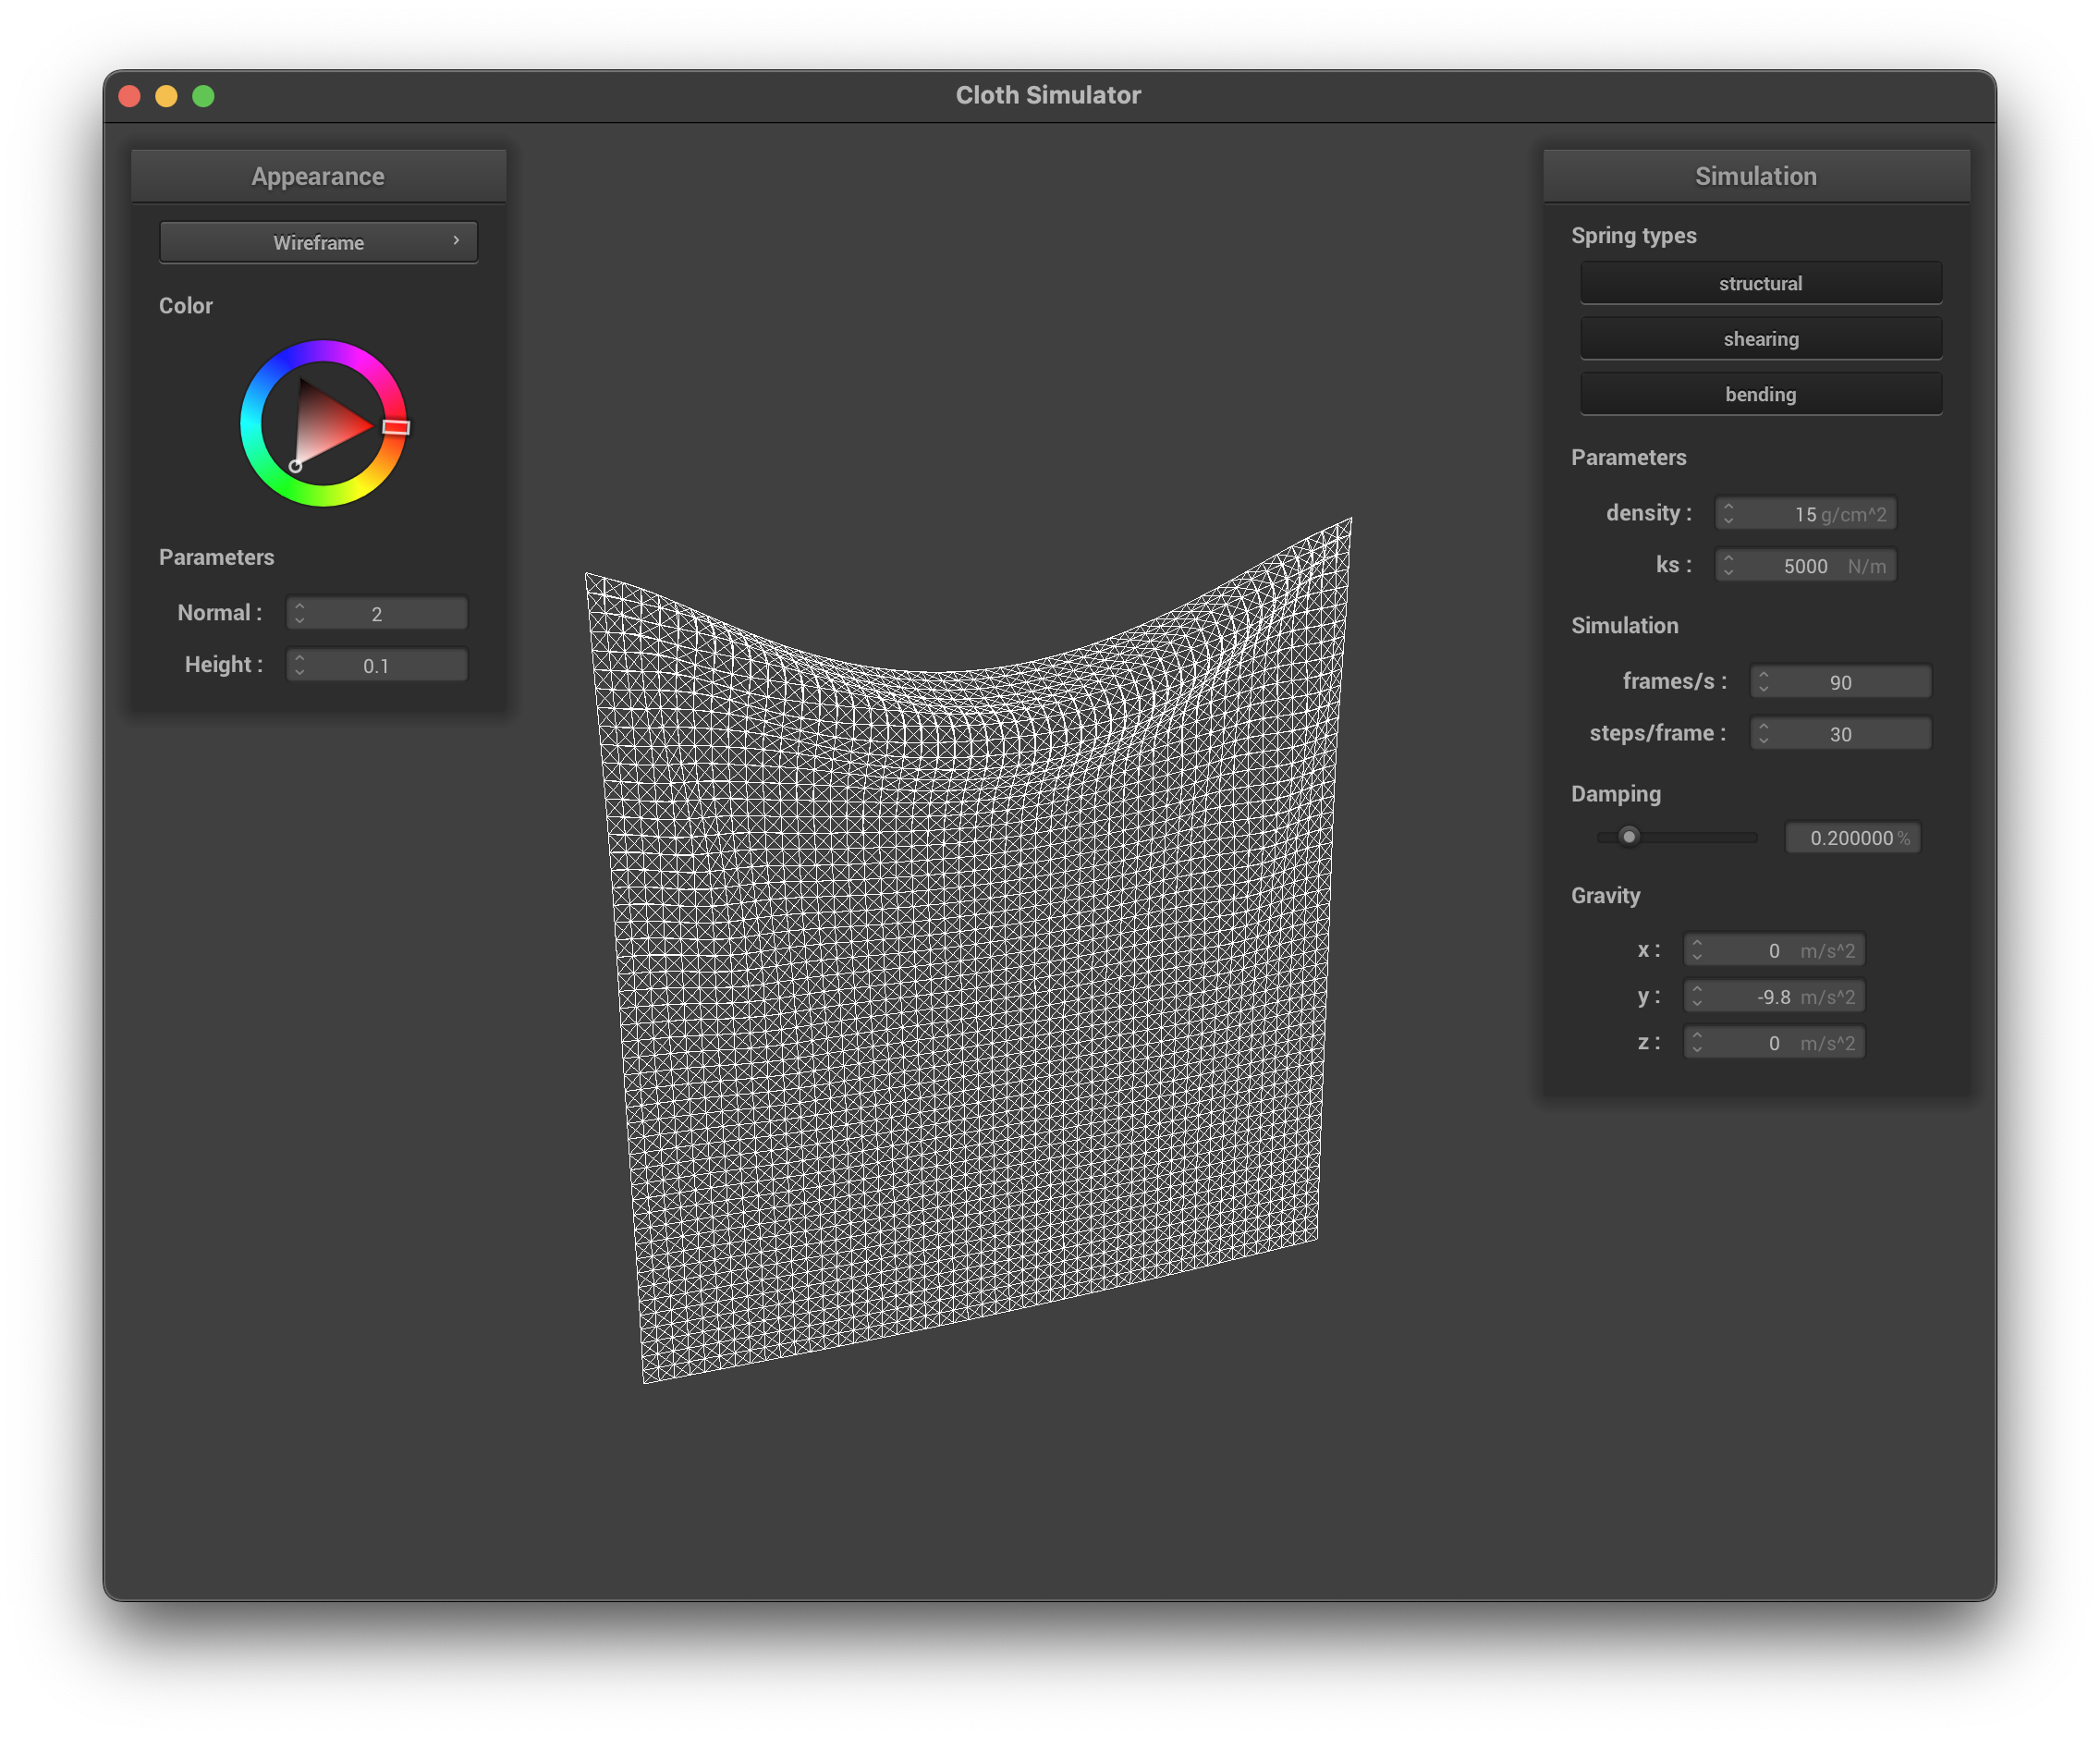 Cloth Simulator
Appearance
Wireframe
Color
Parameters
Normal : 2
Height : 0.1
Simulation
Spring types
structural
shearing
bending
Parameters
density : 15 g/cm^2
ks : 5000 N/m
Simulation
frames/s : 90
steps/frame : 30
Damping
0.200000 %
Gravity
x : 0 m/s^2
y : -9.8 m/s^2
z : 0 m/s^2